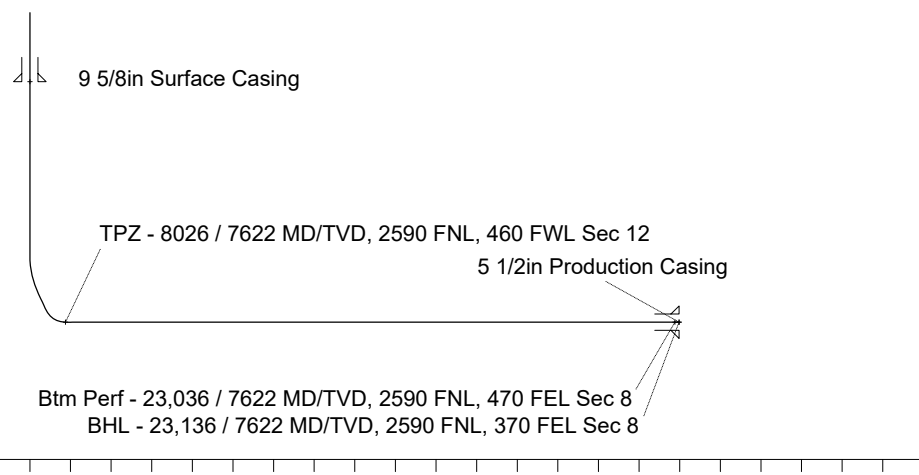 9 5/8in Surface Casing
TPZ - 8026 / 7622 MD/TVD, 2590 FNL, 460 FWL Sec 12
5 1/2in Production Casing
Btm Perf - 23,036 / 7622 MD/TVD, 2590 FNL, 470 FEL Sec 8
BHL - 23,136 / 7622 MD/TVD, 2590 FNL, 370 FEL Sec 8